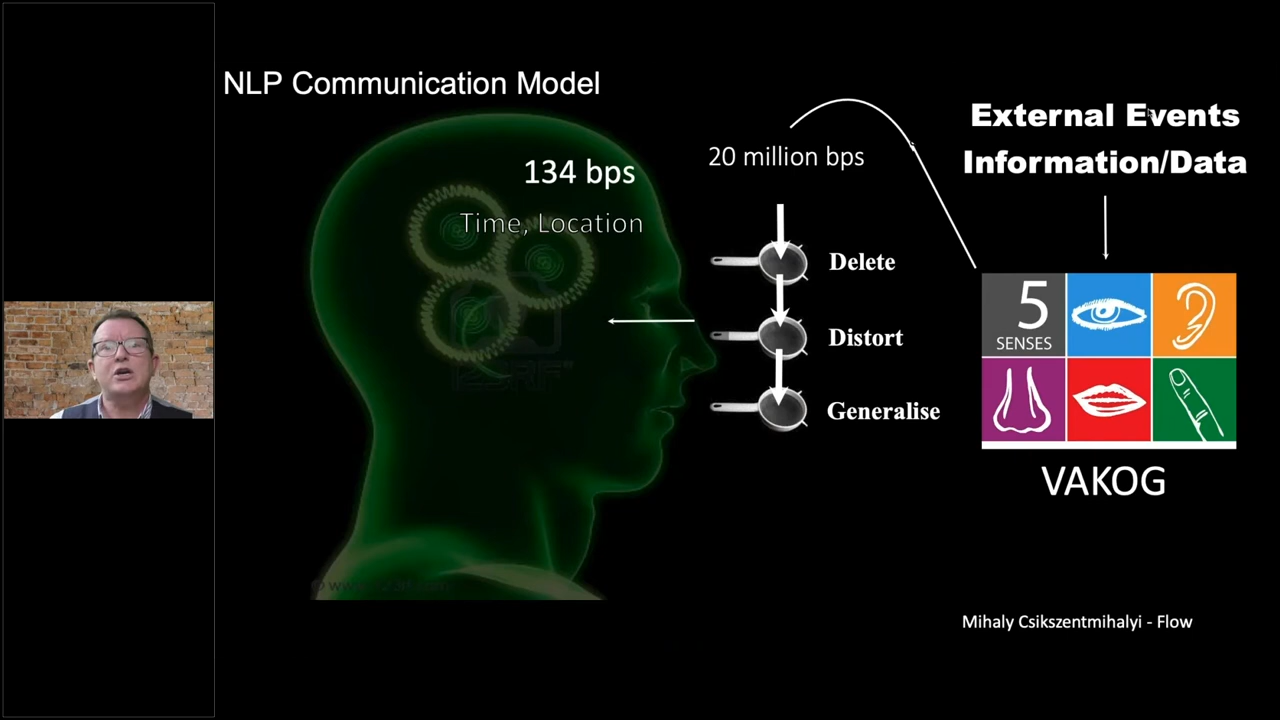 NLP Communication Model
134 bps
Time, Location
20 million bps
Delete
Distort
Generalise
External Events
Information/Data
5
SENSES
VAKOG
Mihaly Csikszentmihalyi - Flow